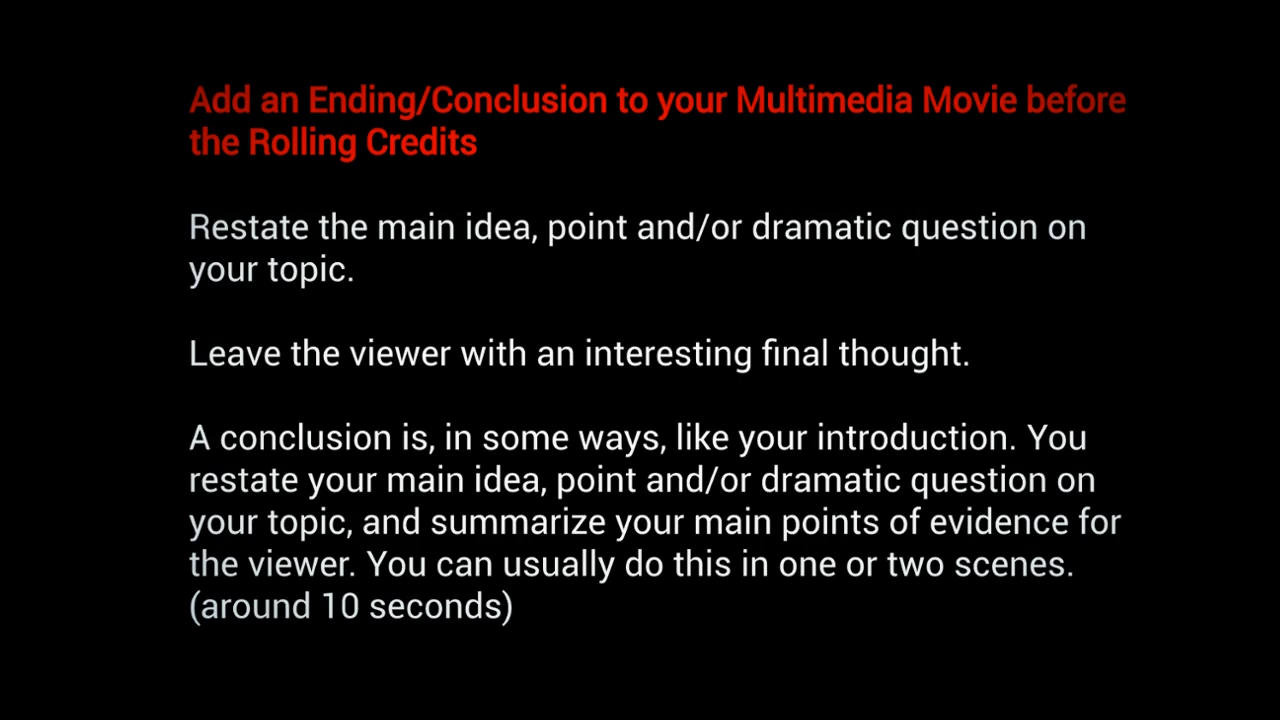 Add an Ending/Conclusion to your Multimedia Movie before
the Rolling Credits
Restate the main idea, point and/or dramatic question on
your topic.
Leave the viewer with an interesting final thought.
A conclusion is, in some ways, like your introduction. You
restate your main idea, point and/or dramatic question on
your topic, and summarize your main points of evidence for
the viewer. You can usually do this in one or two scenes.
(around 10 seconds)